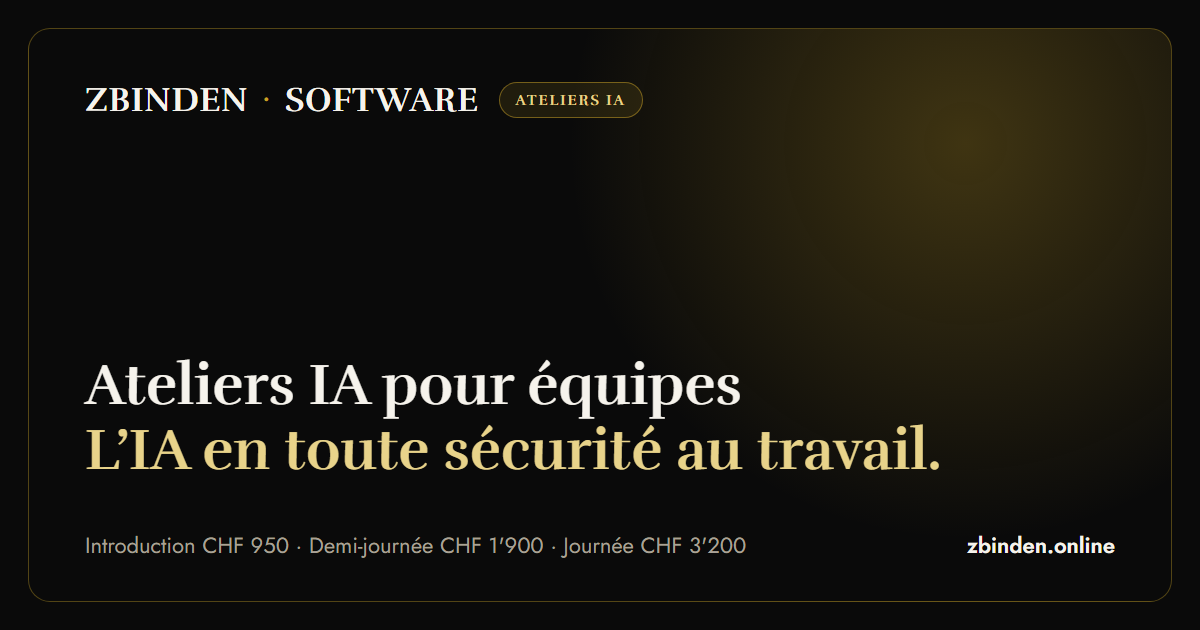 ZBINDEN · SOFTWARE ATELIERS IA
Ateliers IA pour équipes
L’IA en toute sécurité au travail.
Introduction CHF 950 · Demi-journée CHF 1’900 · Journée CHF 3’200
zbinden.online